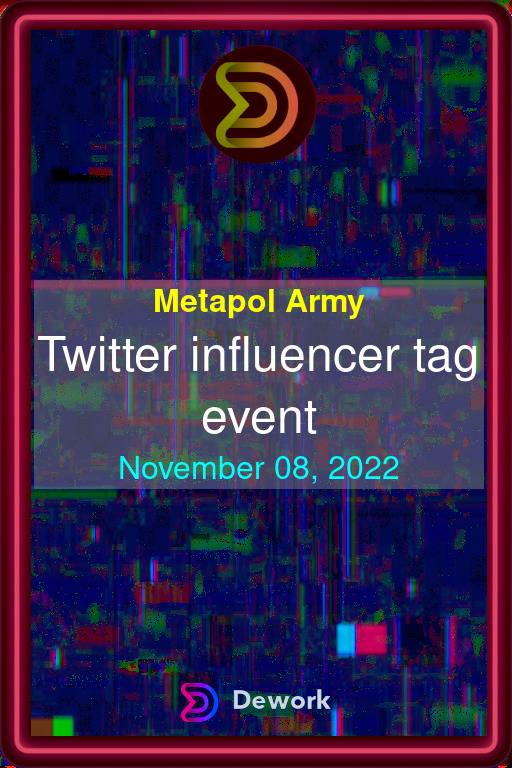 Metapol Army
Twitter influencer tag
event
November 08, 2022
Dework